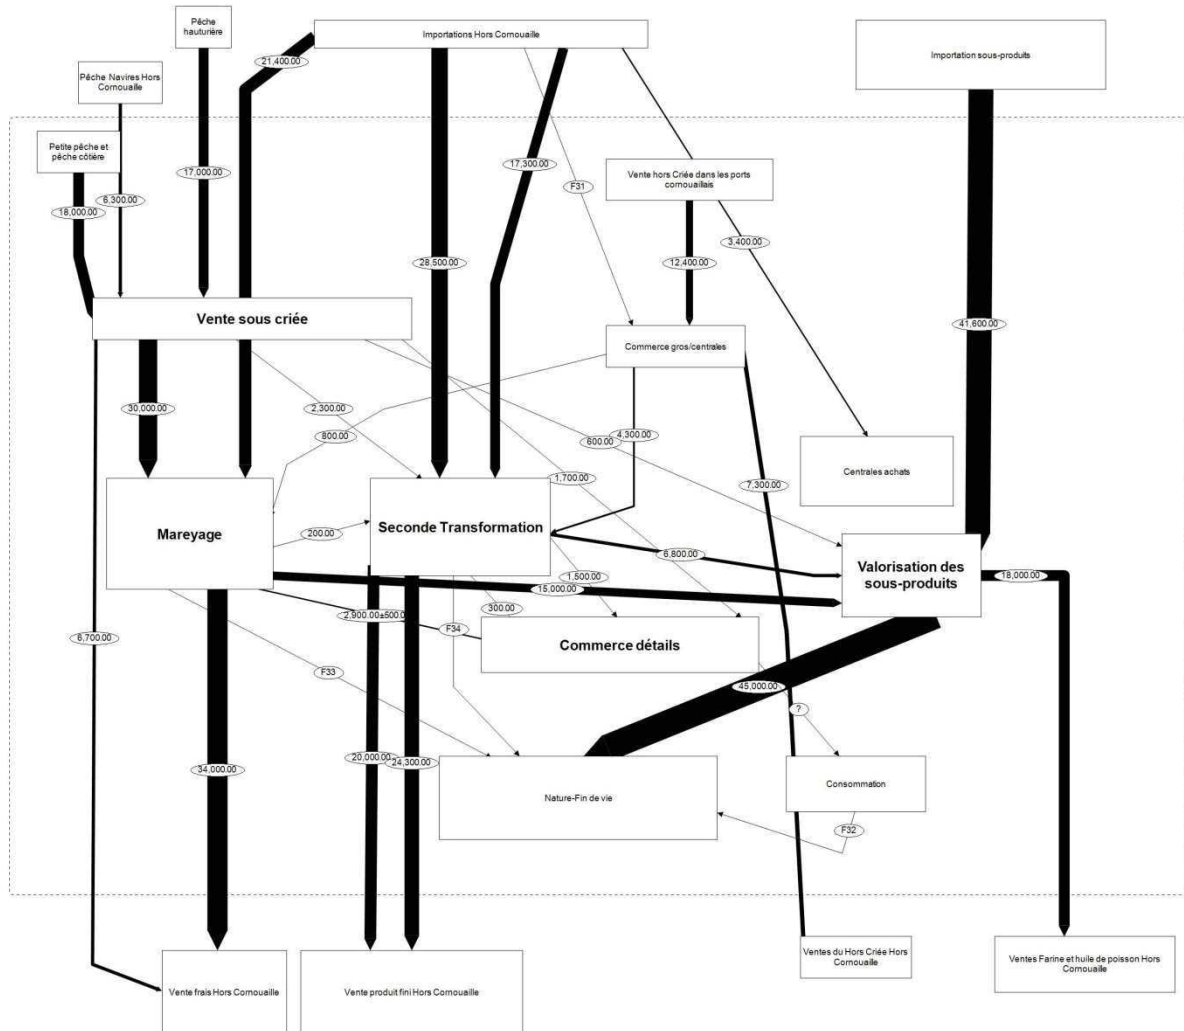 Pêche
hauturière
Importations Hors Cornouaille
Importation sous-produits
21,400.00
Pêche Navires Hors
Cornouaille
Petite pêche et
pêche côtière
17,000.00
17,300.00
F31
Vente hors Criée dans les ports
cornouaillais
6,300.00
18,000.00
3,400.00
28,500.00
12,400.00
Vente sous criée
41,600.00
Commerce gros/centrales
30,000.00
2,300.00
800.00
4,300.00
600.00
Centrales achats
1,700.00
7,300.00
Mareyage
Seconde Transformation
200.00
6,800.00
Valorisation des
sous-produits
1,500.00
15,000.00
18,000.00
2,900.00±500.0
300.00
F34
6,700.00
Commerce détails
F33
45,000.00
?
20,000.00
24,300.00
34,000.00
Nature-Fin de vie
Consommation
F32
Ventes du Hors Criée Hors
Cornouaille
Ventes Farine et huile de poisson Hors
Cornouaille
Vente frais Hors Cornouaille
Vente produit fini Hors Cornouaille